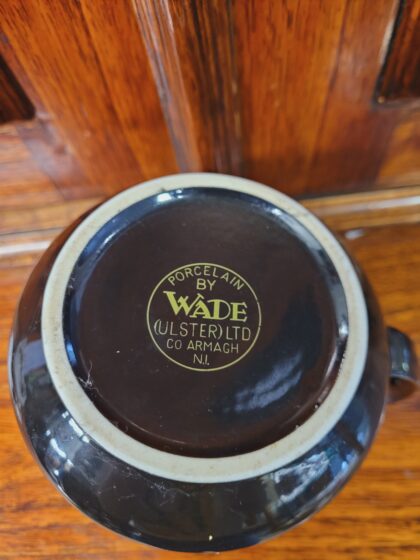 PORCELAIN
BY
WADE
(ULSTER) LTD
CO ARMAGH
N.I.